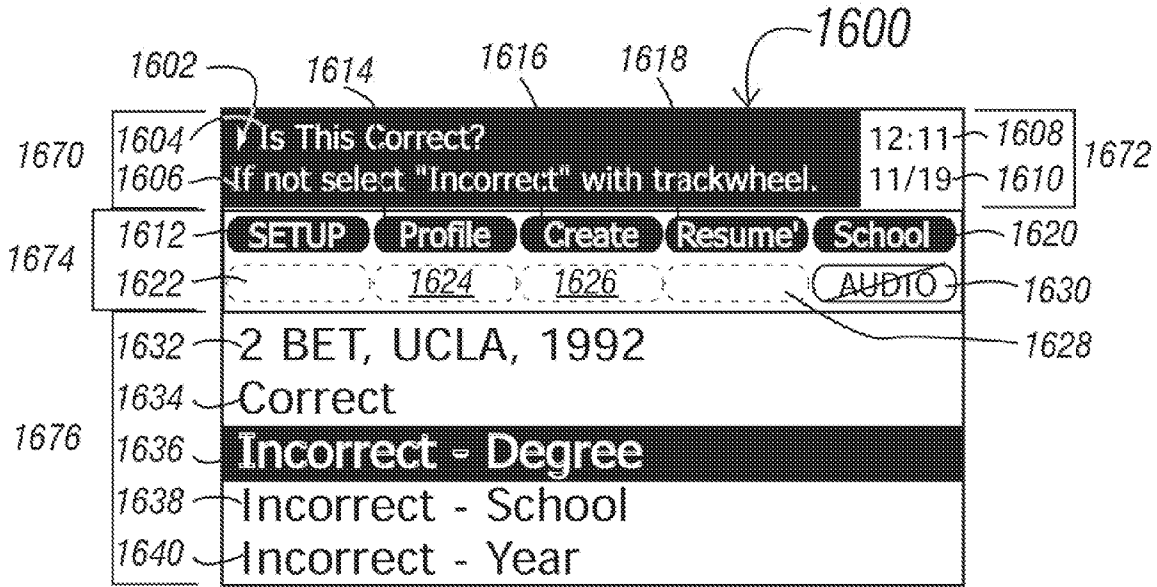 1600
1602 1614 1616 1618
1670 1604 Is This Correct? 12:11 1608 1672
1606 If not select "Incorrect" with trackwheel. 11/19 1610
1674 1612 SETUP Profile Create Resume' School 1620
1622 1624 1626 AUDIO 1630
1628
1676 1632 2 BET, UCLA, 1992
1634 Correct
1636 Incorrect - Degree
1638 Incorrect - School
1640 Incorrect - Year